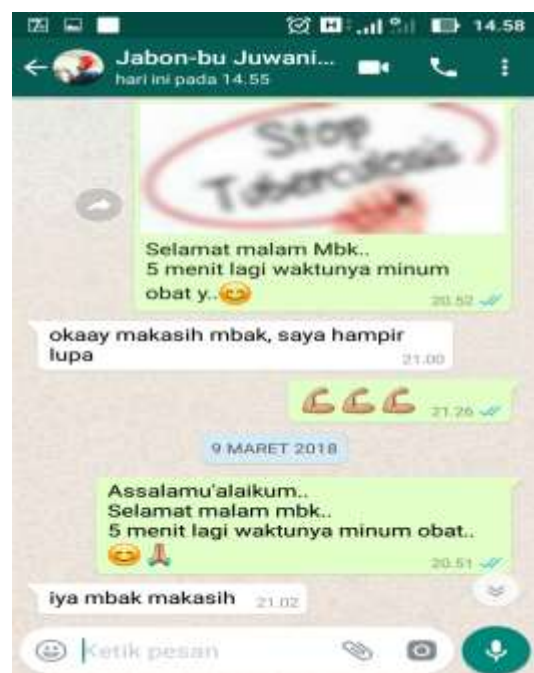 14.58
Jabon-bu Juwani...
hari ini pada 14.55
Stop
Tuberculosis
Selamat malam Mbk..
5 menit lagi waktunya minum
obat y..😊
20.52
okaay makasih mbak, saya hampir
lupa
21.00
💪💪💪
21.26
9 MARET 2018
Assalamu'alaikum..
Selamat malam mbk..
5 menit lagi waktunya minum obat..
😊🙏
20.51
iya mbak makasih
21.02
Ketik pesan